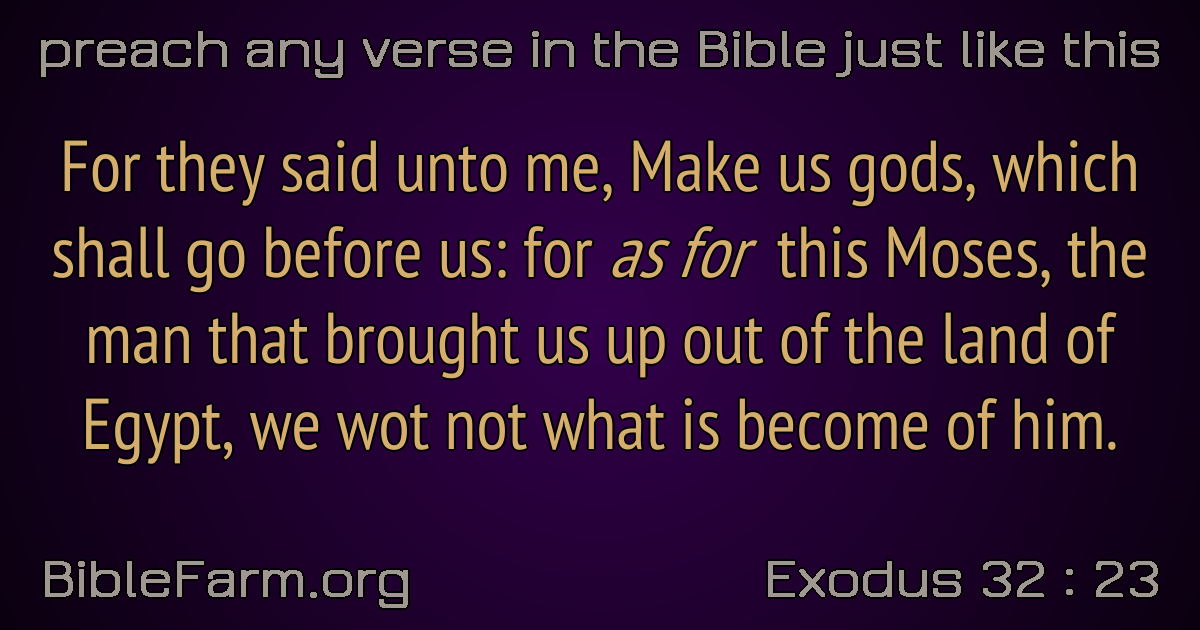 preach any verse in the Bible just like this
For they said unto me, Make us gods, which
shall go before us: for as for this Moses, the
man that brought us up out of the land of
Egypt, we wot not what is become of him.
BibleFarm.org
Exodus 32 : 23